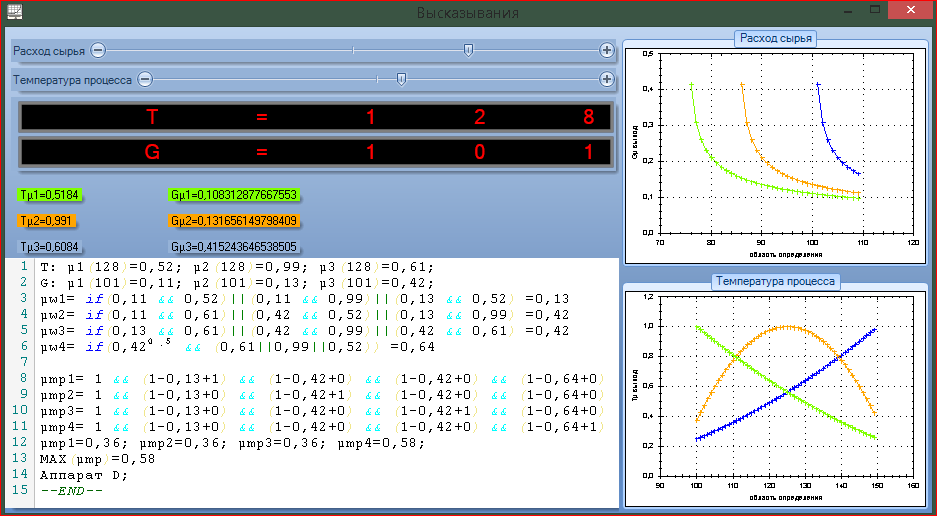 Высказывания
Расход сырья
Температура процесса
T = 1 2 8
G = 1 0 1
Tμ1=0,5184 Gμ1=0,108312877667553
Tμ2=0,991 Gμ2=0,131656149798409
Tμ3=0,6084 Gμ3=0,415243646538505
1 T: μ1(128)=0,52; μ2(128)=0,99; μ3(128)=0,61;
2 G: μ1(101)=0,11; μ2(101)=0,13; μ3(101)=0,42;
3 μw1= if(0,11 && 0,52)||(0,11 && 0,99)||(0,13 && 0,52) =0,13
4 μw2= if(0,11 && 0,61)||(0,42 && 0,52)||(0,13 && 0,99) =0,42
5 μw3= if(0,13 && 0,61)||(0,42 && 0,99)||(0,42 && 0,61) =0,42
6 μw4= if(0,42^0.5 && (0,61||0,99||0,52)) =0,64
7
8 μmp1= 1 && (1-0,13+1) && (1-0,42+0) && (1-0,42+0) && (1-0,64+0)
9 μmp2= 1 && (1-0,13+0) && (1-0,42+1) && (1-0,42+0) && (1-0,64+0)
10 μmp3= 1 && (1-0,13+0) && (1-0,42+0) && (1-0,42+1) && (1-0,64+0)
11 μmp4= 1 && (1-0,13+0) && (1-0,42+0) && (1-0,42+0) && (1-0,64+1)
12 μmp1=0,36; μmp2=0,36; μmp3=0,36; μmp4=0,58;
13 MAX(μmp)=0,58
14 Аппарат D;
15 --END--
Расход сырья
0,5
0,4
0,3
0,2
0,1
0,0
Gμ выход
70 80 90 100 110 120
область определения
Температура процесса
1,2
1,0
0,8
0,6
0,4
0,2
0,0
Tμ выход
90 100 110 120 130 140 150 160
область определения